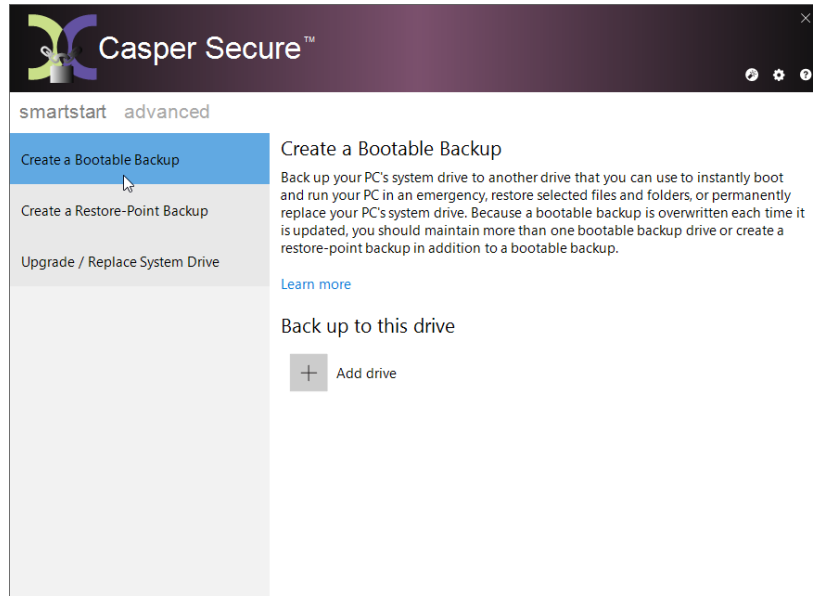 Casper Secure™
smartstart advanced
Create a Bootable Backup
Create a Restore-Point Backup
Upgrade / Replace System Drive
Create a Bootable Backup
Back up your PC's system drive to another drive that you can use to instantly boot
and run your PC in an emergency, restore selected files and folders, or permanently
replace your PC's system drive. Because a bootable backup is overwritten each time it
is updated, you should maintain more than one bootable backup drive or create a
restore-point backup in addition to a bootable backup.
Learn more
Back up to this drive
Add drive